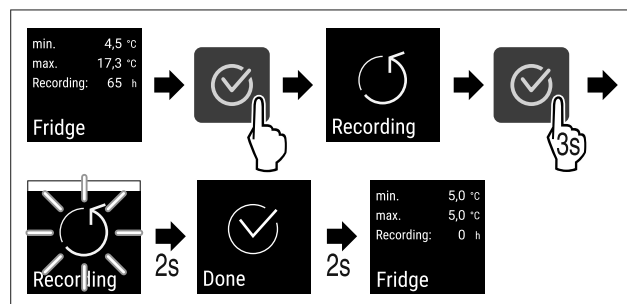 min. 4,5 °C
max. 17,3 °C
Recording: 65 h
Fridge
Recording
3s
Recording
2s
Done
2s
min. 5,0 °C
max. 5,0 °C
Recording: 0 h
Fridge